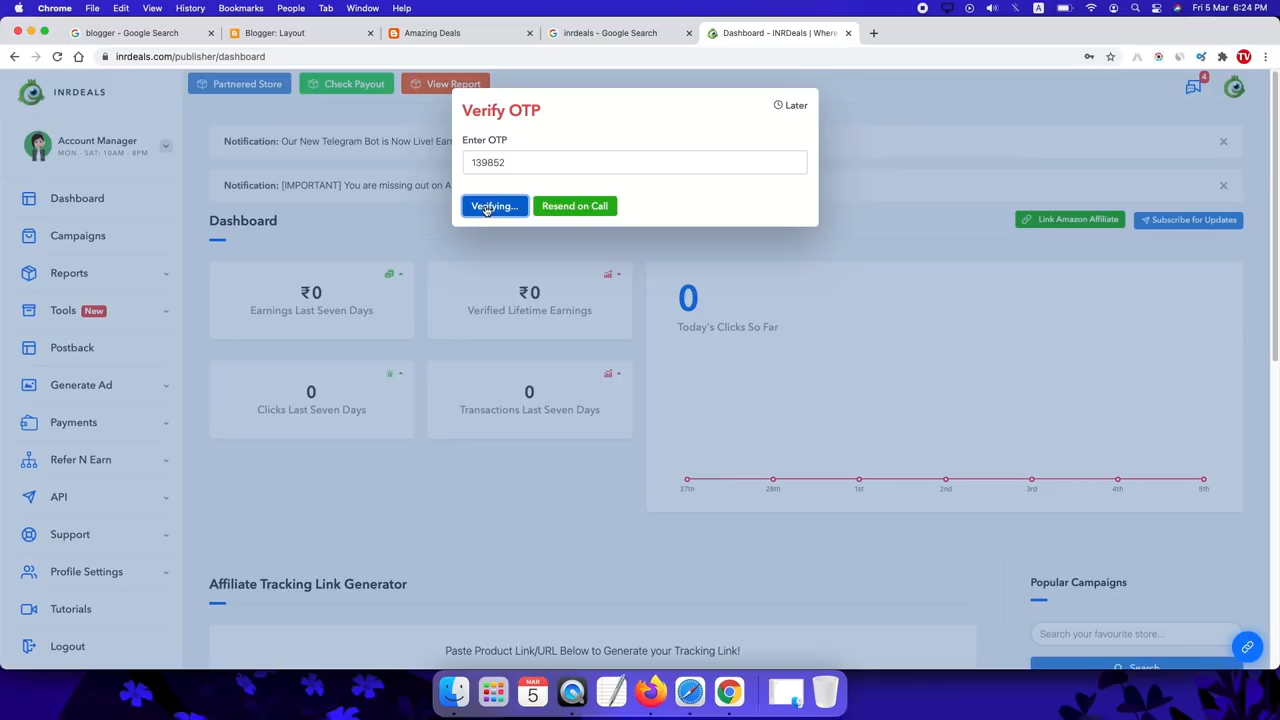 Chrome File Edit View History Bookmarks People Tab Window Help
A
Fri 5 Mar 6:24 PM
blogger - Google Search
Blogger: Layout
Amazing Deals
inrdeals - Google Search
Dashboard - INRDeals | Where
inrdeals.com/publisher/dashboard
TV
INRDEALS
Partnered Store
Check Payout
View Report
4
Verify OTP
Later
Enter OTP
139852
Verifying...
Resend on Call
Account Manager
MON - SAT: 10AM - 8PM
Notification: Our New Telegram Bot is Now Live! Ear
Notification: [IMPORTANT] You are missing out on A
Dashboard
Link Amazon Affiliate
Subscribe for Updates
Dashboard
Campaigns
Reports
Tools New
Postback
Generate Ad
Payments
Refer N Earn
API
Support
Profile Settings
Tutorials
Logout
₹0
Earnings Last Seven Days
₹0
Verified Lifetime Earnings
0
Clicks Last Seven Days
0
Transactions Last Seven Days
0
Today's Clicks So Far
27th 28th 1st 2nd 3rd 4th 5th
Affiliate Tracking Link Generator
Paste Product Link/URL Below to Generate your Tracking Link!
Popular Campaigns
Search your favourite store...
Search
MAR
5